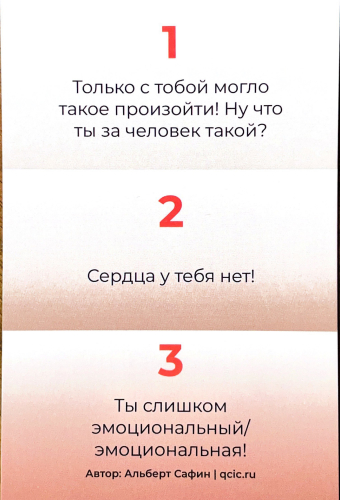 1
Только с тобой могло
такое произойти! Ну что
ты за человек такой?
2
Сердца у тебя нет!
3
Ты слишком
эмоциональный/
эмоциональная!
Автор: Альберт Сафин | qcic.ru